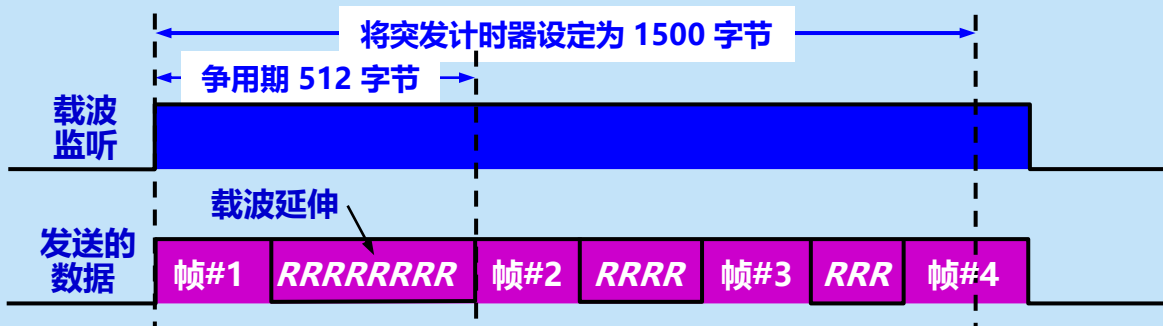 将突发计时器设定为 1500 字节
争用期 512 字节
载波
监听
载波延伸
发送的
数据
帧#1 RRRRRRRR 帧#2 RRRR 帧#3 RRR 帧#4